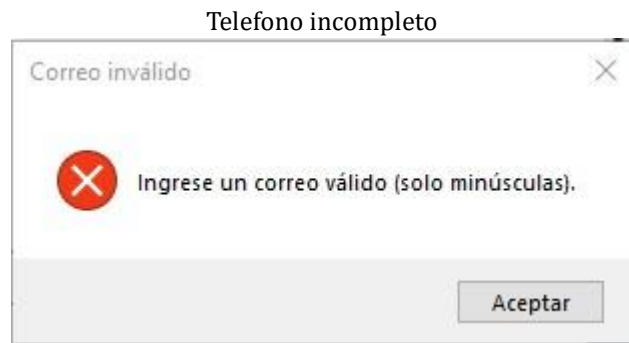 Telefono incompleto
Correo inválido
Ingrese un correo válido (solo minúsculas).
Aceptar